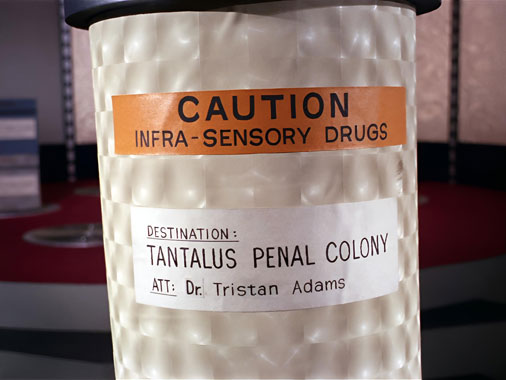 CAUTION
INFRA-SENSORY DRUGS
DESTINATION:
TANTALUS PENAL COLONY
ATT: Dr. Tristan Adams